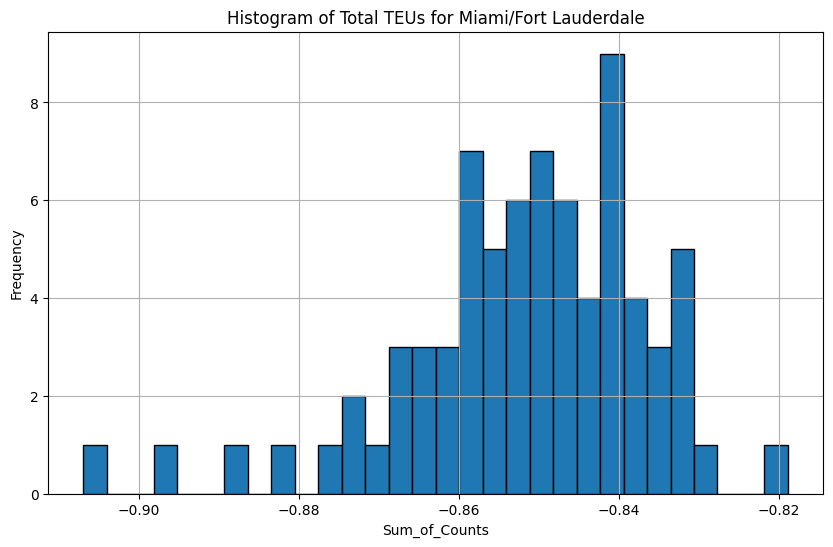 Histogram of Total TEUs for Miami/Fort Lauderdale
Frequency
8
6
4
2
0
−0.90 −0.88 −0.86 −0.84 −0.82
Sum_of_Counts